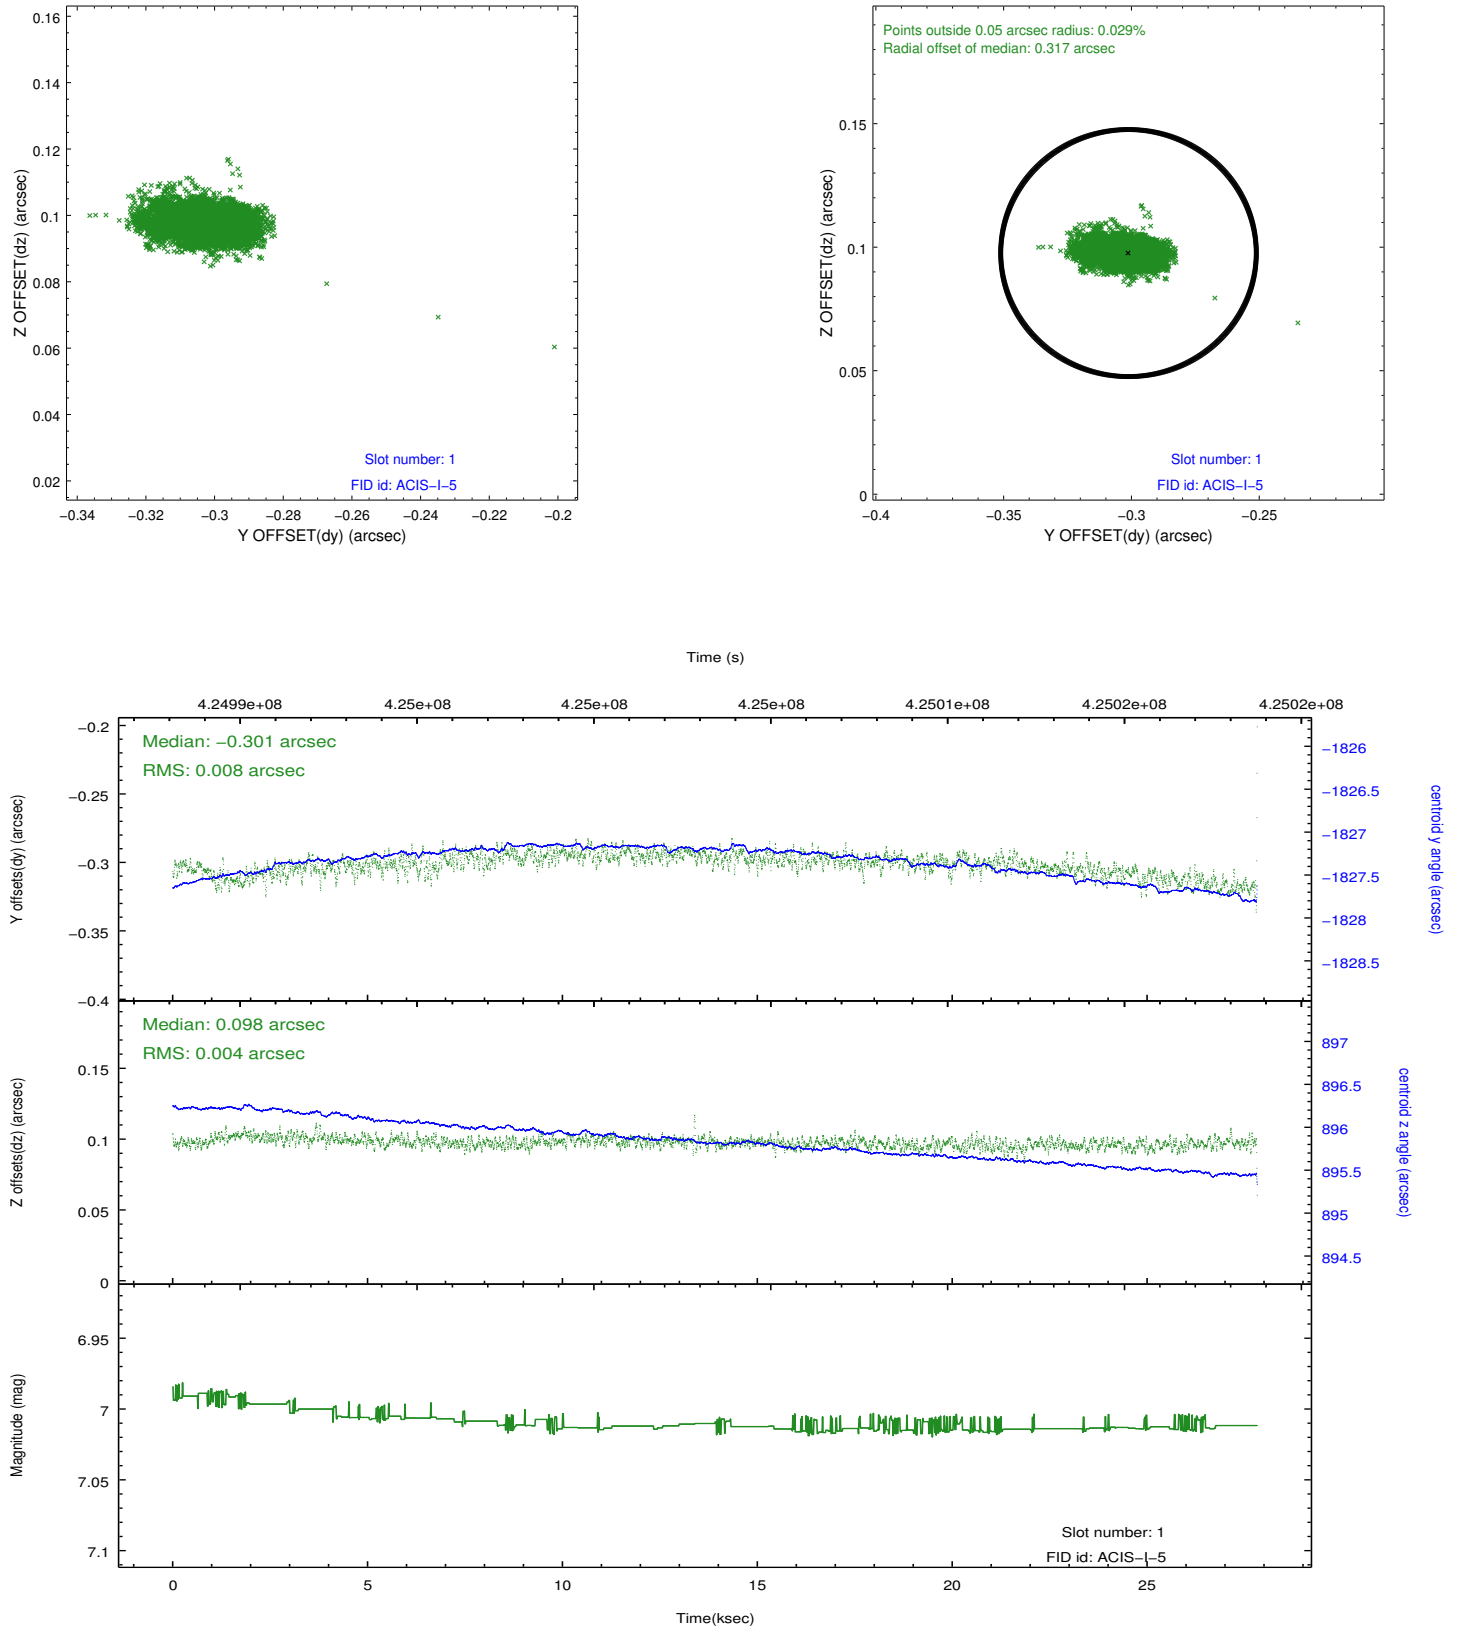 0.16
0.14
0.12
0.1
0.08
0.06
0.04
0.02
Z OFFSET(dz) (arcsec)
Slot number: 1
FID id: ACIS−I−5
−0.34 −0.32 −0.3 −0.28 −0.26 −0.24 −0.22 −0.2
Y OFFSET(dy) (arcsec)
Points outside 0.05 arcsec radius: 0.029%
Radial offset of median: 0.317 arcsec
0.15
0.1
0.05
0
Z OFFSET(dz) (arcsec)
Slot number: 1
FID id: ACIS−I−5
−0.4 −0.35 −0.3 −0.25
Y OFFSET(dy) (arcsec)
Time (s)
4.2499e+08 4.25e+08 4.25e+08 4.25e+08 4.2501e+08 4.2502e+08 4.2502e+08
Median: −0.301 arcsec
RMS: 0.008 arcsec
−0.2
−0.25
−0.3
−0.35
−0.4
Y offsets(dy) (arcsec)
−1826
−1826.5
−1827
−1827.5
−1828
−1828.5
centroid y angle (arcsec)
Median: 0.098 arcsec
RMS: 0.004 arcsec
0.15
0.1
0.05
0
Z offsets(dz) (arcsec)
897
896.5
896
895.5
895
894.5
centroid z angle (arcsec)
6.95
7
7.05
7.1
Magnitude (mag)
Slot number: 1
FID id: ACIS−I−5
0 5 10 15 20 25
Time(ksec)